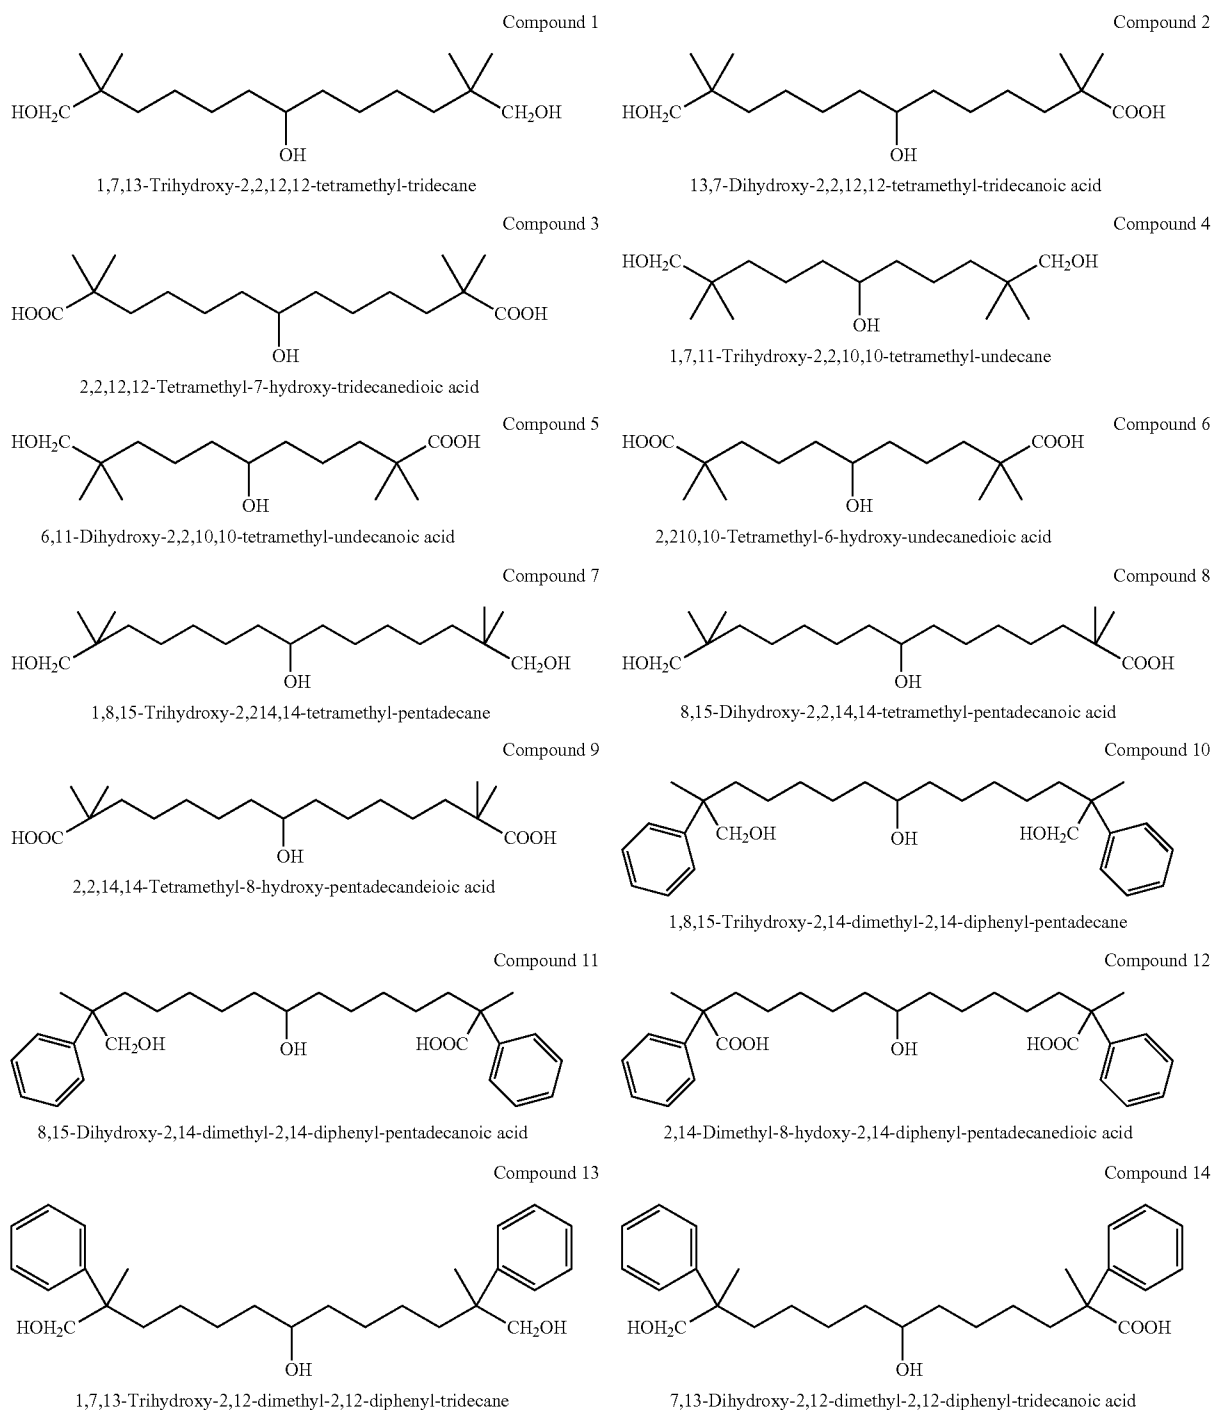 Compound 1
HOH₂C CH₂OH
OH
1,7,13-Trihydroxy-2,2,12,12-tetramethyl-tridecane
Compound 2
HOH₂C COOH
OH
13,7-Dihydroxy-2,2,12,12-tetramethyl-tridecanoic acid
Compound 3
HOOC COOH
OH
2,2,12,12-Tetramethyl-7-hydroxy-tridecanedioic acid
Compound 4
HOH₂C CH₂OH
OH
1,7,11-Trihydroxy-2,2,10,10-tetramethyl-undecane
Compound 5
HOH₂C COOH
OH
6,11-Dihydroxy-2,2,10,10-tetramethyl-undecanoic acid
Compound 6
HOOC COOH
OH
2,210,10-Tetramethyl-6-hydroxy-undecanedioic acid
Compound 7
HOH₂C CH₂OH
OH
1,8,15-Trihydroxy-2,214,14-tetramethyl-pentadecane
Compound 8
HOH₂C COOH
OH
8,15-Dihydroxy-2,2,14,14-tetramethyl-pentadecanoic acid
Compound 9
HOOC COOH
OH
2,2,14,14-Tetramethyl-8-hydroxy-pentadecandeioic acid
Compound 10
CH₂OH OH HOH₂C
1,8,15-Trihydroxy-2,14-dimethyl-2,14-diphenyl-pentadecane
Compound 11
CH₂OH OH HOOC
8,15-Dihydroxy-2,14-dimethyl-2,14-diphenyl-pentadecanoic acid
Compound 12
COOH OH HOOC
2,14-Dimethyl-8-hydoxy-2,14-diphenyl-pentadecanedioic acid
Compound 13
HOH₂C CH₂OH
OH
1,7,13-Trihydroxy-2,12-dimethyl-2,12-diphenyl-tridecane
Compound 14
HOH₂C COOH
OH
7,13-Dihydroxy-2,12-dimethyl-2,12-diphenyl-tridecanoic acid